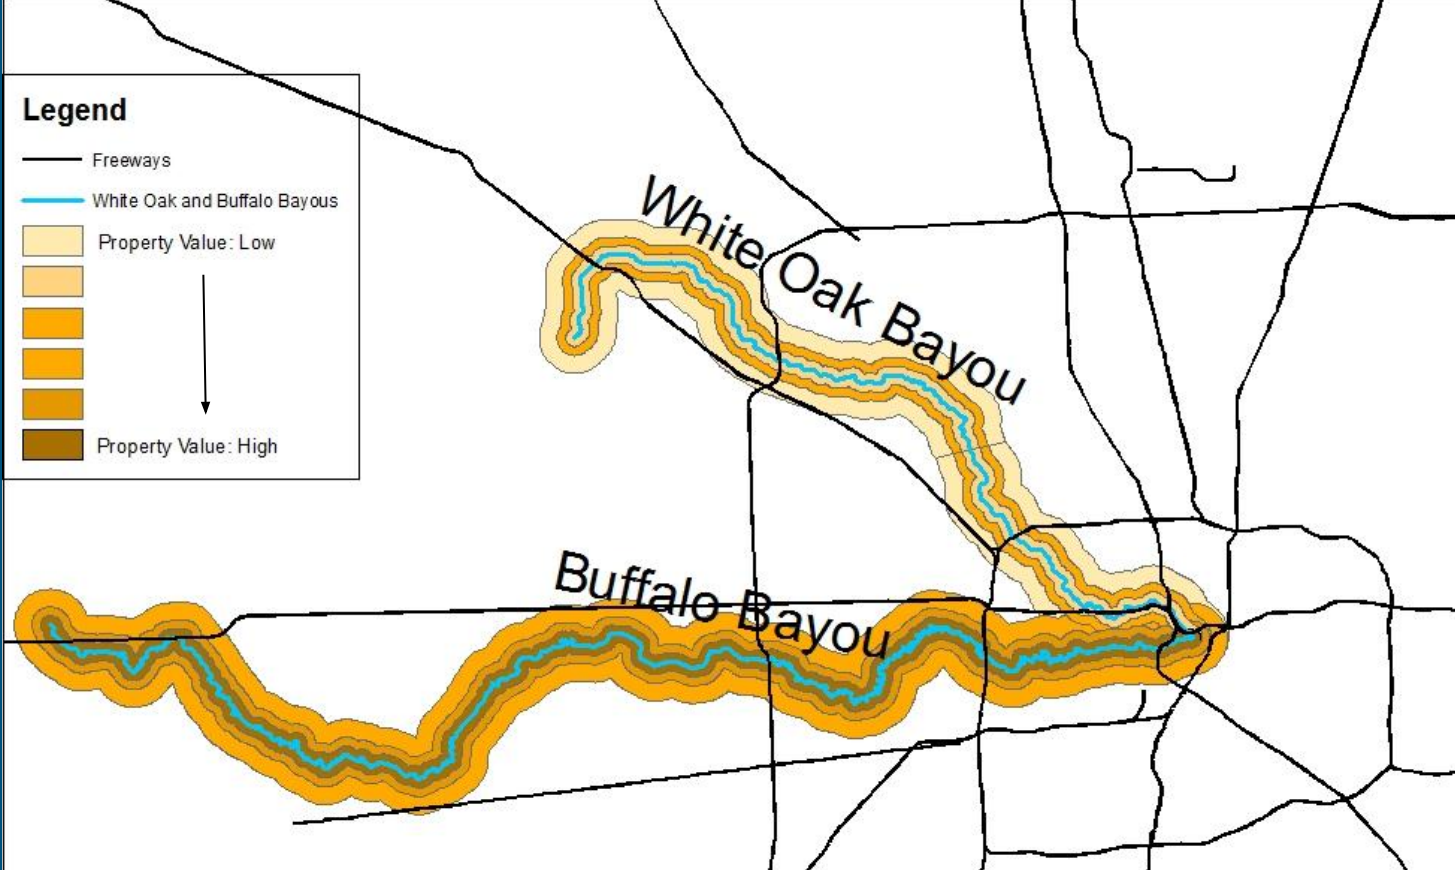 Legend
Freeways
White Oak and Buffalo Bayous
Property Value: Low
Property Value: High
White Oak Bayou
Buffalo Bayou